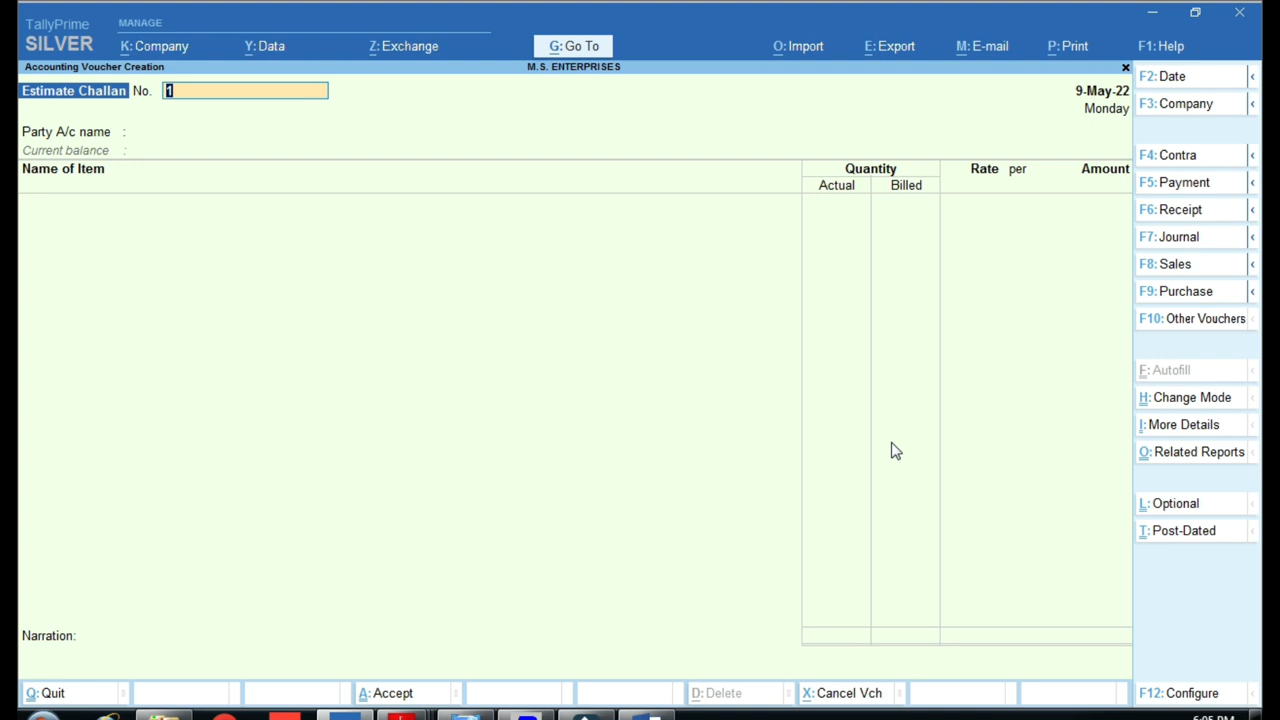 TallyPrime
MANAGE
SILVER
K: Company
Y: Data
Z: Exchange
G: Go To
O: Import
E: Export
M: E-mail
P: Print
F1: Help
Accounting Voucher Creation
M.S. ENTERPRISES
Estimate Challan No. 1
9-May-22
Monday
Party A/c name :
Current balance :
Name of Item
Quantity
Rate per
Amount
Actual
Billed
Narration:
F2: Date
F3: Company
F4: Contra
F5: Payment
F6: Receipt
F7: Journal
F8: Sales
F9: Purchase
F10: Other Vouchers
F: Autofill
H: Change Mode
I: More Details
O: Related Reports
L: Optional
T: Post-Dated
Q: Quit
A: Accept
D: Delete
X: Cancel Vch
F12: Configure
6:05 PM